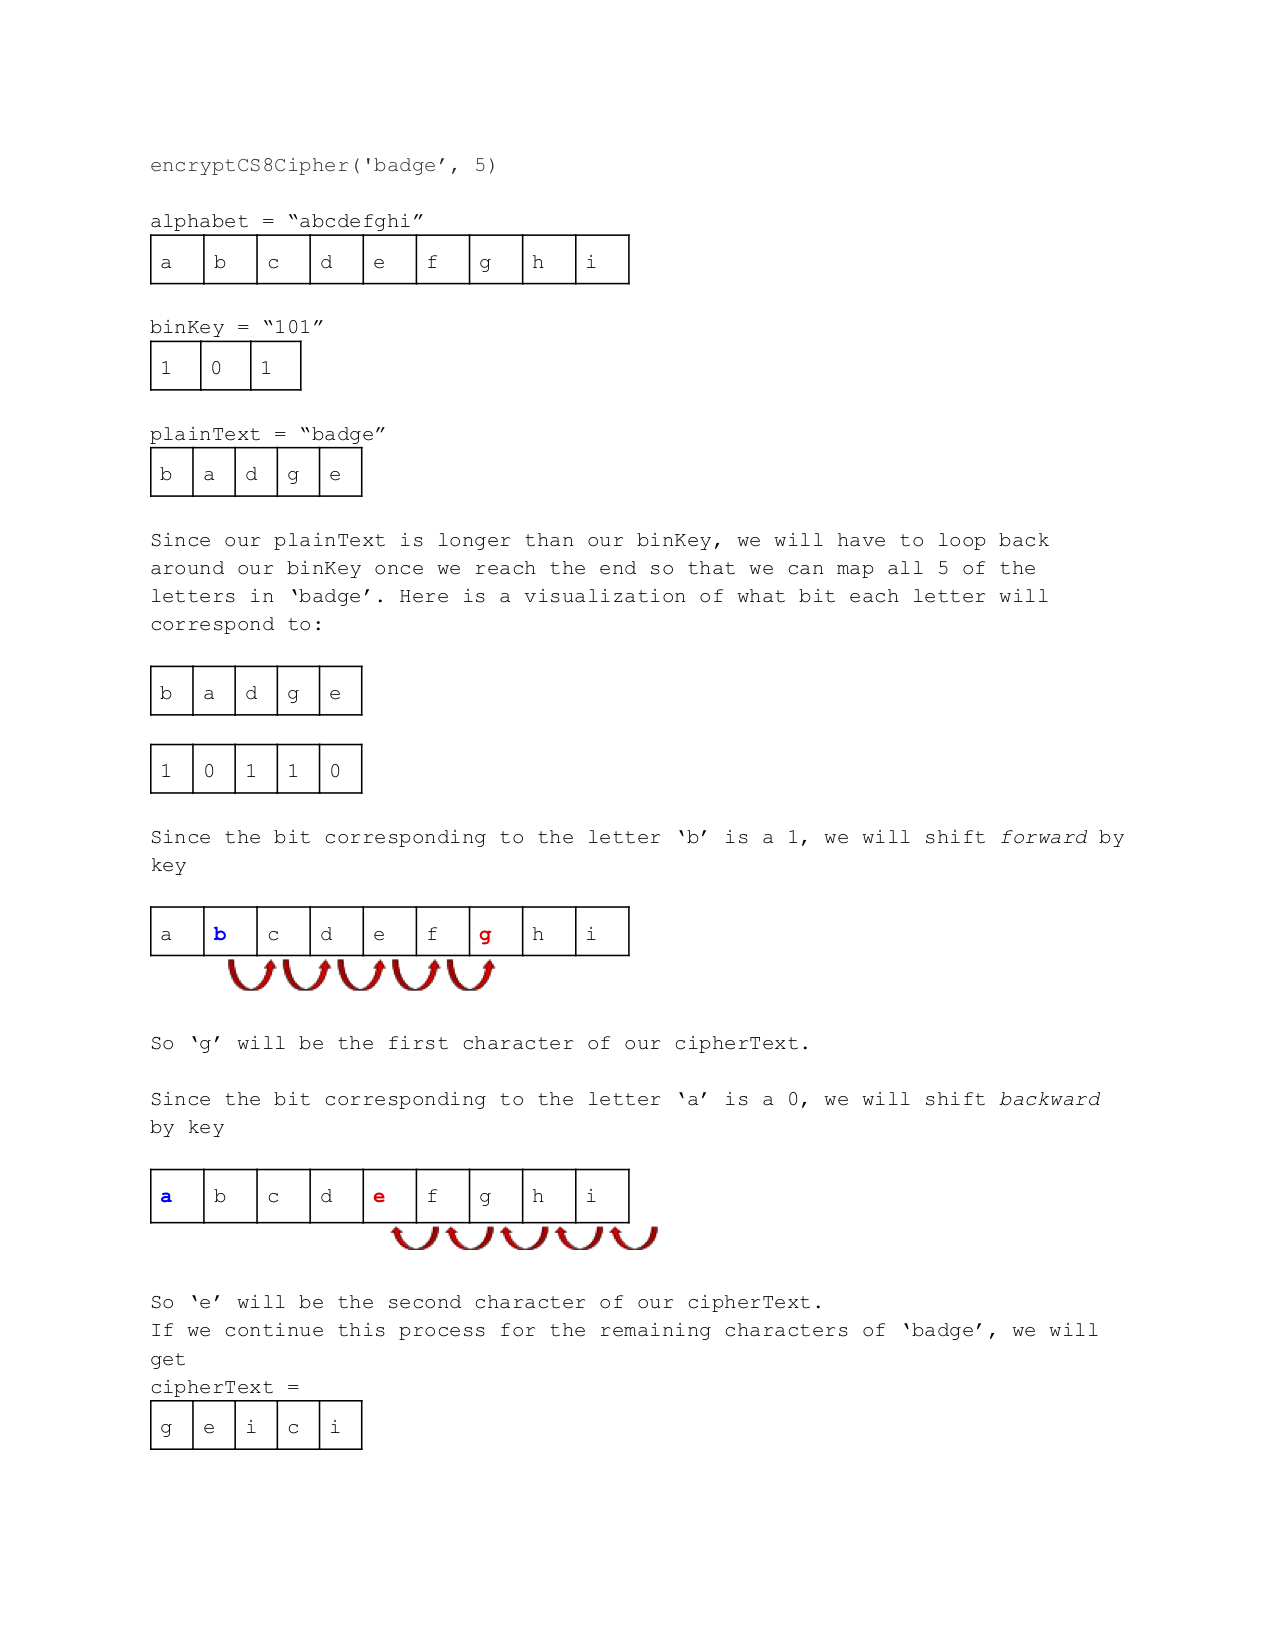 encryptCS8Cipher('badge’, 5)
alphabet = “abcdefghi”
a b c d e f g h i
binKey = “101”
1 0 1
plainText = “badge”
b a d g e
Since our plainText is longer than our binKey, we will have to loop back
around our binKey once we reach the end so that we can map all 5 of the
letters in ‘badge’. Here is a visualization of what bit each letter will
correspond to:
b a d g e
1 0 1 1 0
Since the bit corresponding to the letter ‘b’ is a 1, we will shift forward by
key
a b c d e f g h i
So ‘g’ will be the first character of our cipherText.
Since the bit corresponding to the letter ‘a’ is a 0, we will shift backward
by key
a b c d e f g h i
So ‘e’ will be the second character of our cipherText.
If we continue this process for the remaining characters of ‘badge’, we will
get
cipherText =
g e i c i